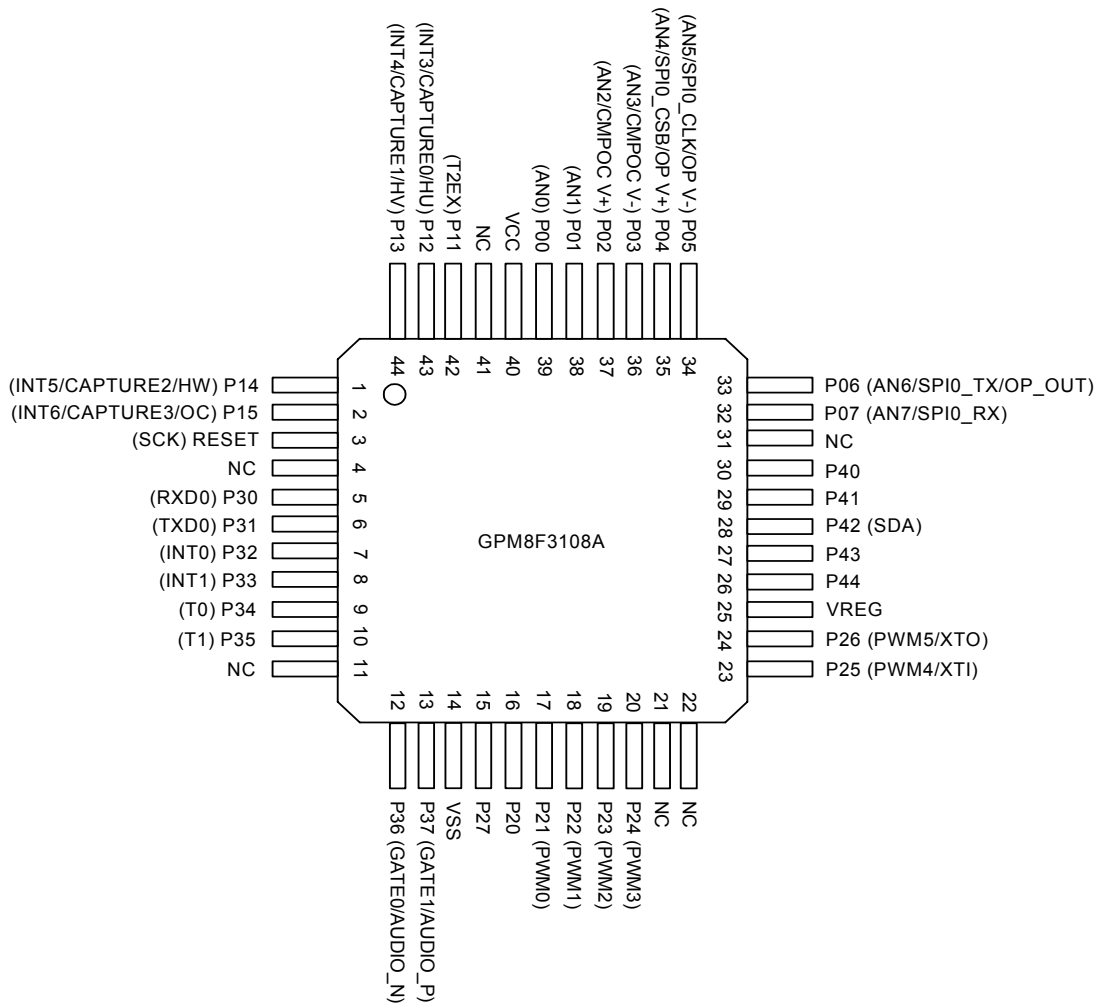 (INT4/CAPTURE1/HV) P13
(INT3/CAPTURE0/HU) P12
(T2EX) P11
NC
VCC
(AN0) P00
(AN1) P01
(AN2/CMPOC V+) P02
(AN3/CMPOC V-) P03
(AN4/SPI0_CSB/OP V+) P04
(AN5/SPI0_CLK/OP V-) P05
44 43 42 41 40 39 38 37 36 35 34
(INT5/CAPTURE2/HW) P14 1
(INT6/CAPTURE3/OC) P15 2
(SCK) RESET 3
NC 4
(RXD0) P30 5
(TXD0) P31 6
(INT0) P32 7
(INT1) P33 8
(T0) P34 9
(T1) P35 10
NC 11
GPM8F3108A
33 P06 (AN6/SPI0_TX/OP_OUT)
32 P07 (AN7/SPI0_RX)
31 NC
30 P40
29 P41
28 P42 (SDA)
27 P43
26 P44
25 VREG
24 P26 (PWM5/XTO)
23 P25 (PWM4/XTI)
12 13 14 15 16 17 18 19 20 21 22
P36 (GATE0/AUDIO_N)
P37 (GATE1/AUDIO_P)
VSS
P27
P20
P21 (PWM0)
P22 (PWM1)
P23 (PWM2)
P24 (PWM3)
NC
NC